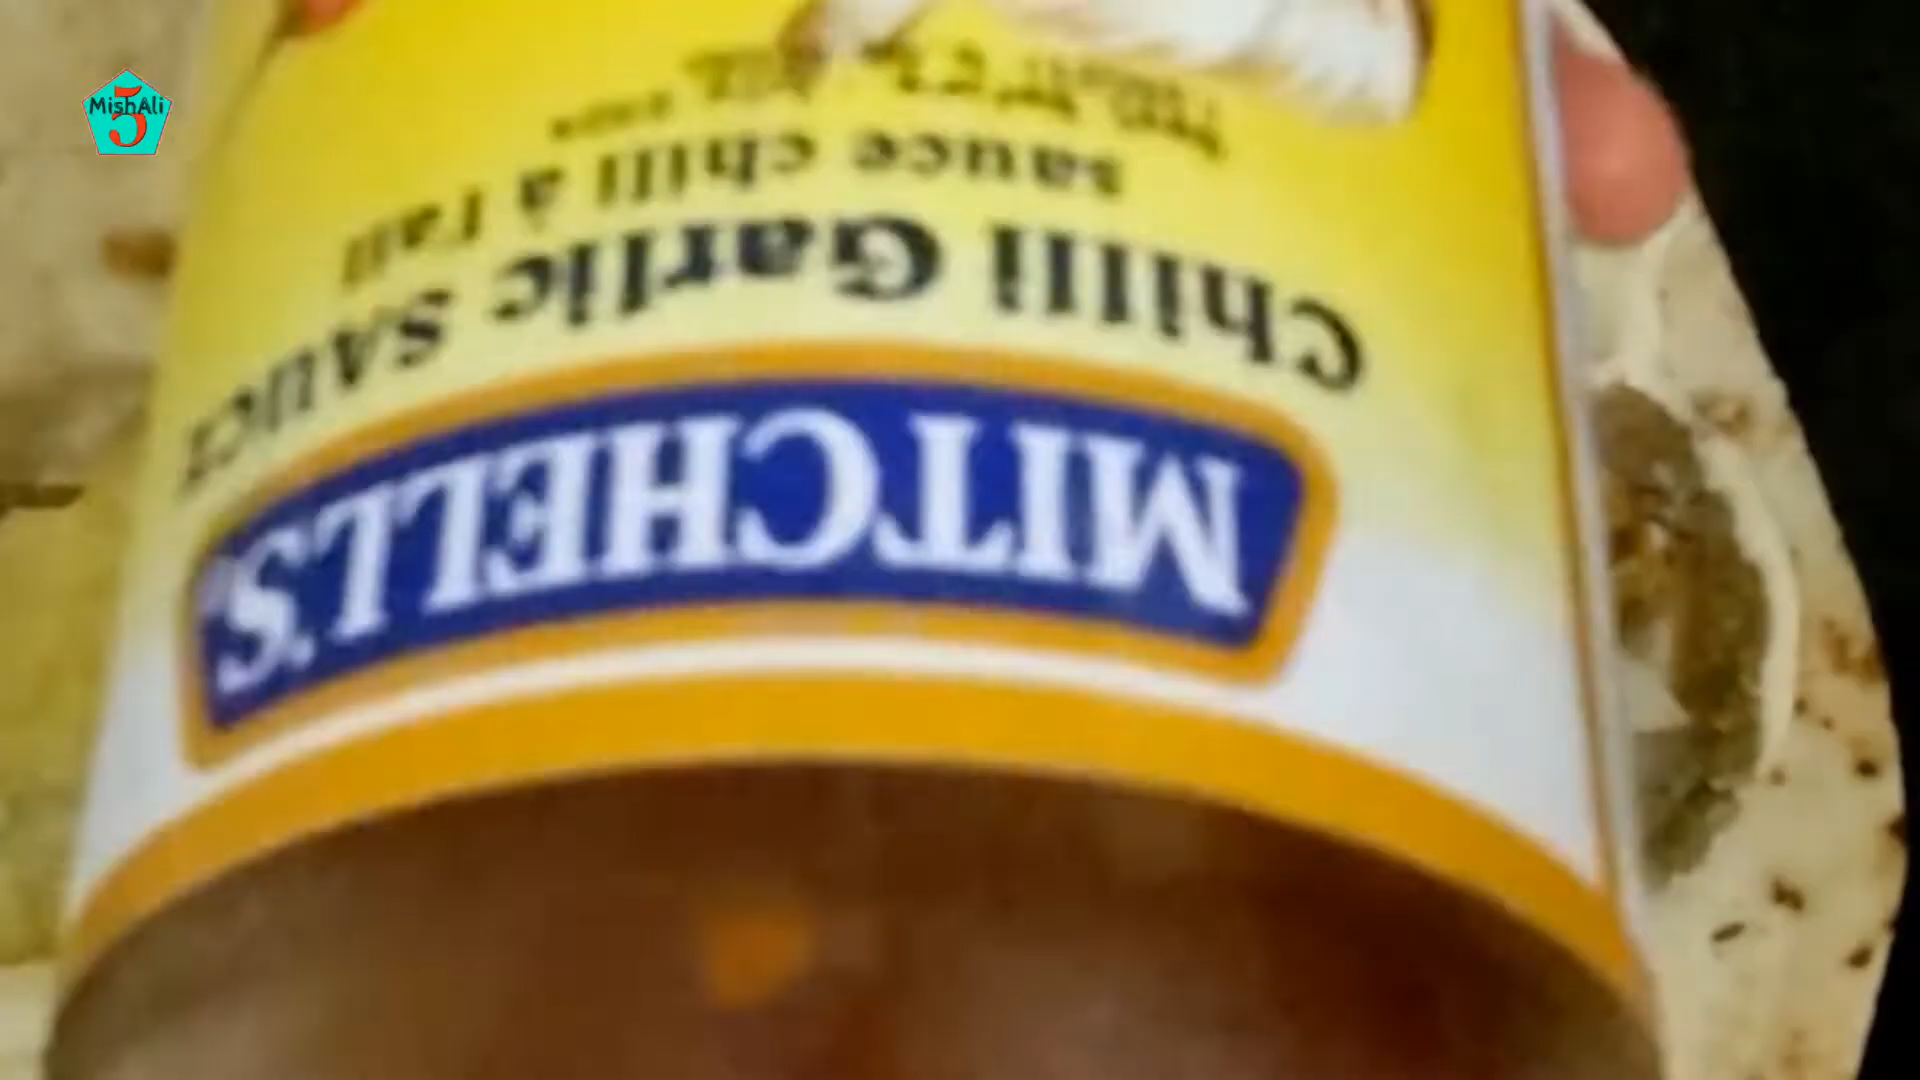 MishAli
5
MITCHELL'S
Chilli Garlic SAUCE
sauce chili à l'ail